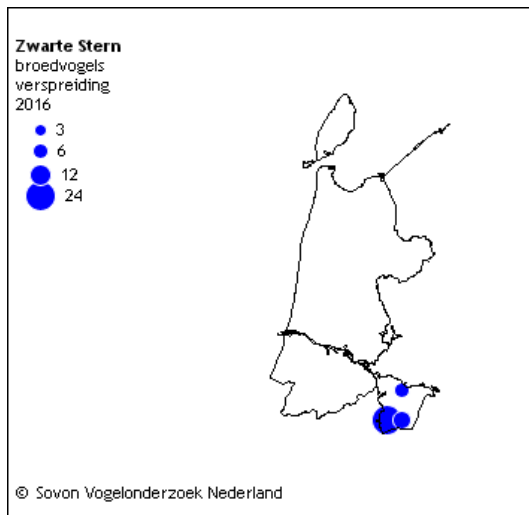 Zwarte Stern
broedvogels
verspreiding
2016
3
6
12
24
© Sovon Vogelonderzoek Nederland